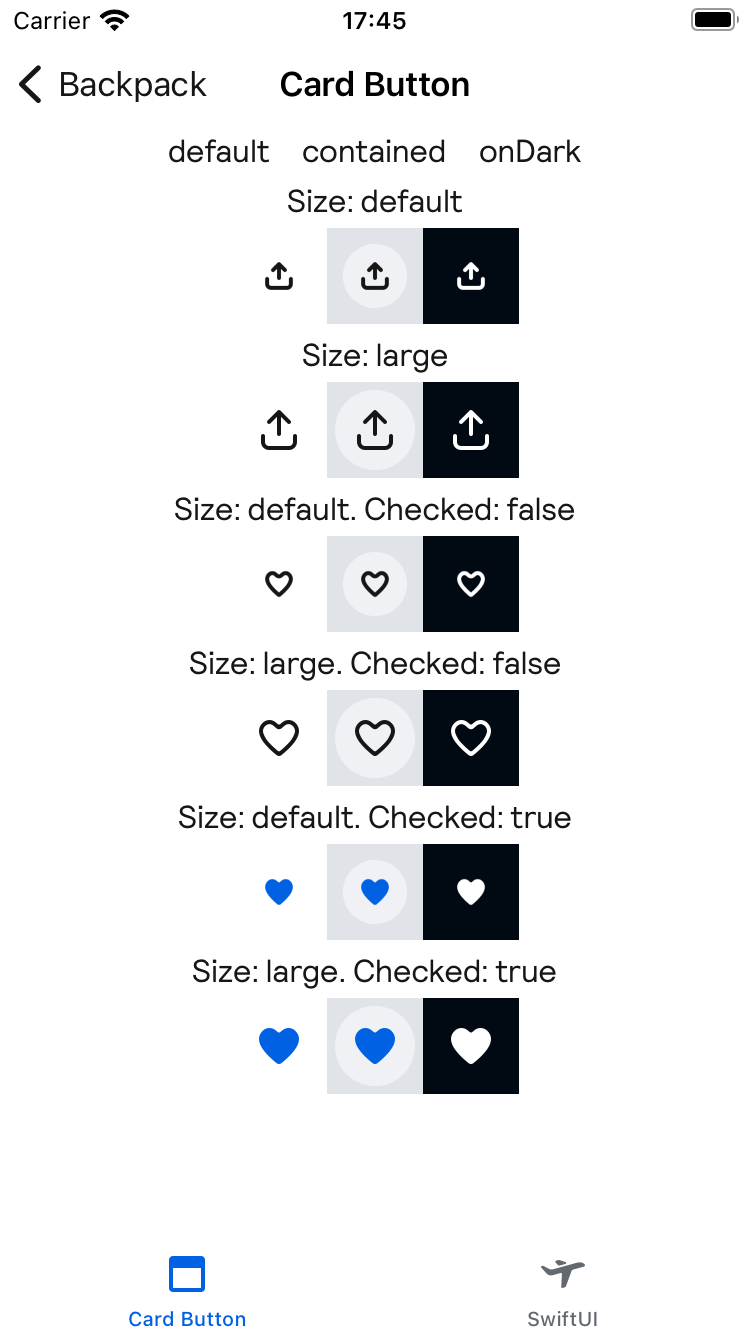 Carrier 17:45
Backpack Card Button
default contained onDark
Size: default
Size: large
Size: default. Checked: false
Size: large. Checked: false
Size: default. Checked: true
Size: large. Checked: true
Card Button SwiftUI